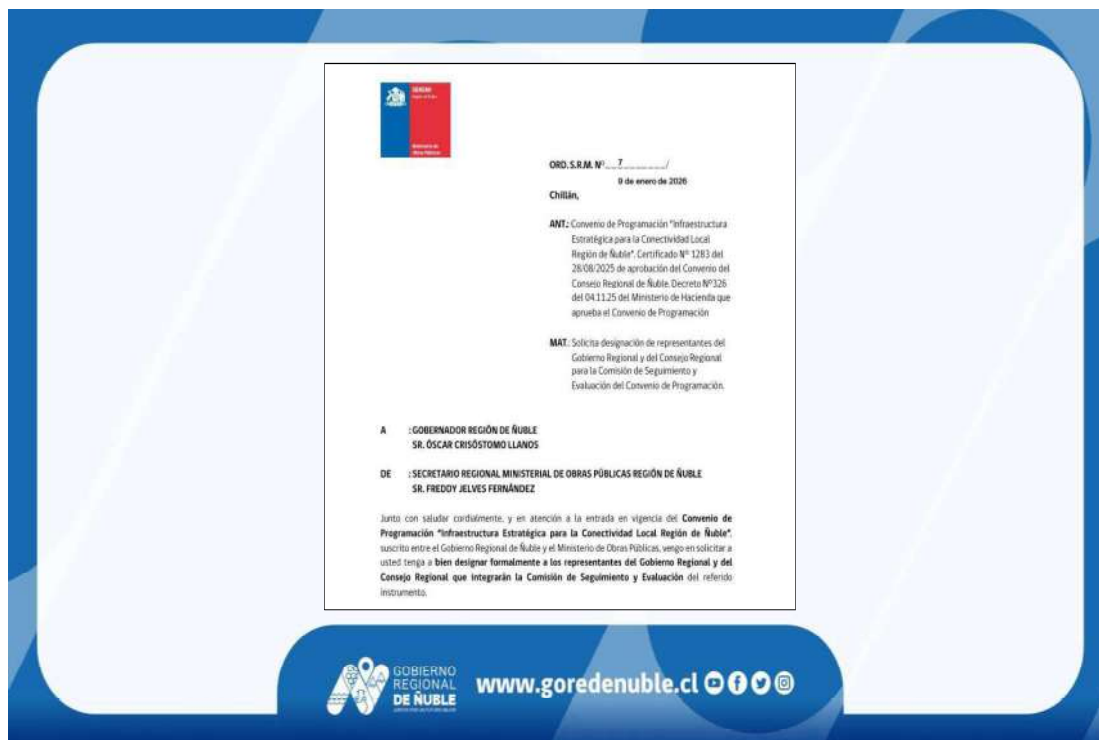 SEREMI
Región de Ñuble
Ministerio de
Obras Públicas
ORD. S.R.M. Nº 7 /
9 de enero de 2026
Chillán,
ANT.: Convenio de Programación "Infraestructura
Estratégica para la Conectividad Local
Región de Ñuble". Certificado Nº 1283 del
28/08/2025 de aprobación del Convenio del
Consejo Regional de Ñuble. Decreto Nº326
del 04.11.25 del Ministerio de Hacienda que
aprueba el Convenio de Programación
MAT.: Solicita designación de representantes del
Gobierno Regional y del Consejo Regional
para la Comisión de Seguimiento y
Evaluación del Convenio de Programación.
A : GOBERNADOR REGIÓN DE ÑUBLE
SR. ÓSCAR CRISÓSTOMO LLANOS
DE : SECRETARIO REGIONAL MINISTERIAL DE OBRAS PÚBLICAS REGIÓN DE ÑUBLE
SR. FREDDY JELVES FERNÁNDEZ
Junto con saludar cordialmente, y en atención a la entrada en vigencia del Convenio de
Programación "Infraestructura Estratégica para la Conectividad Local Región de Ñuble",
suscrito entre el Gobierno Regional de Ñuble y el Ministerio de Obras Públicas, vengo en solicitar a
usted tenga a bien designar formalmente a los representantes del Gobierno Regional y del
Consejo Regional que integrarán la Comisión de Seguimiento y Evaluación del referido
instrumento.
GOBIERNO
REGIONAL
DE ÑUBLE
www.goredenuble.cl